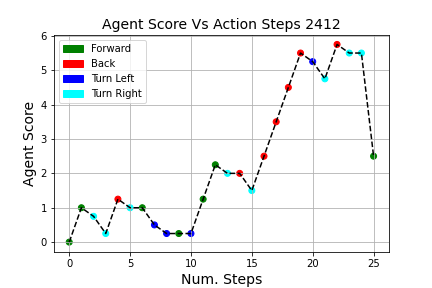 Agent Score Vs Action Steps 2412
Forward
Back
Turn Left
Turn Right
Agent Score
6
5
4
3
2
1
0
0 5 10 15 20 25
Num. Steps